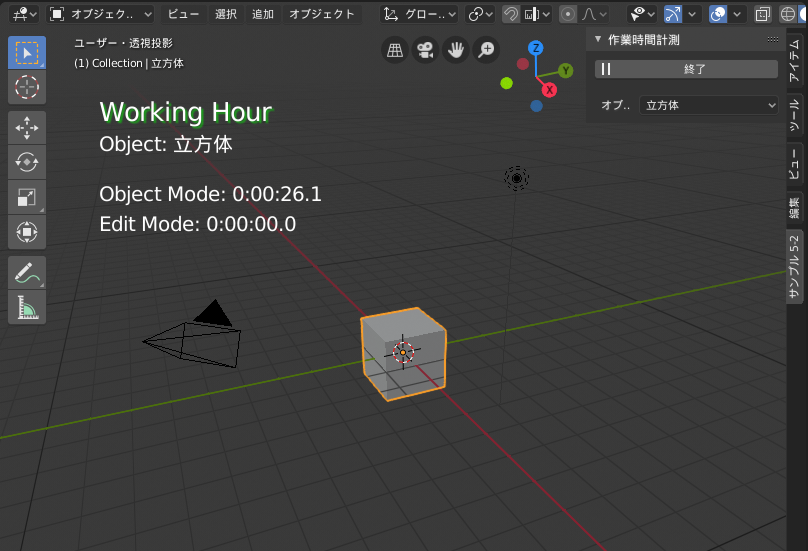 オブジェク.. ビュー 選択 追加 オブジェクト グロー..
ユーザー・透視投影
(1) Collection | 立方体
Working Hour
Object: 立方体
Object Mode: 0:00:26.1
Edit Mode: 0:00:00.0
Z
Y
X
作業時間計測
終了
オブ.. 立方体
アイテム
ツール
ビュー
編集
サンプル 5-2